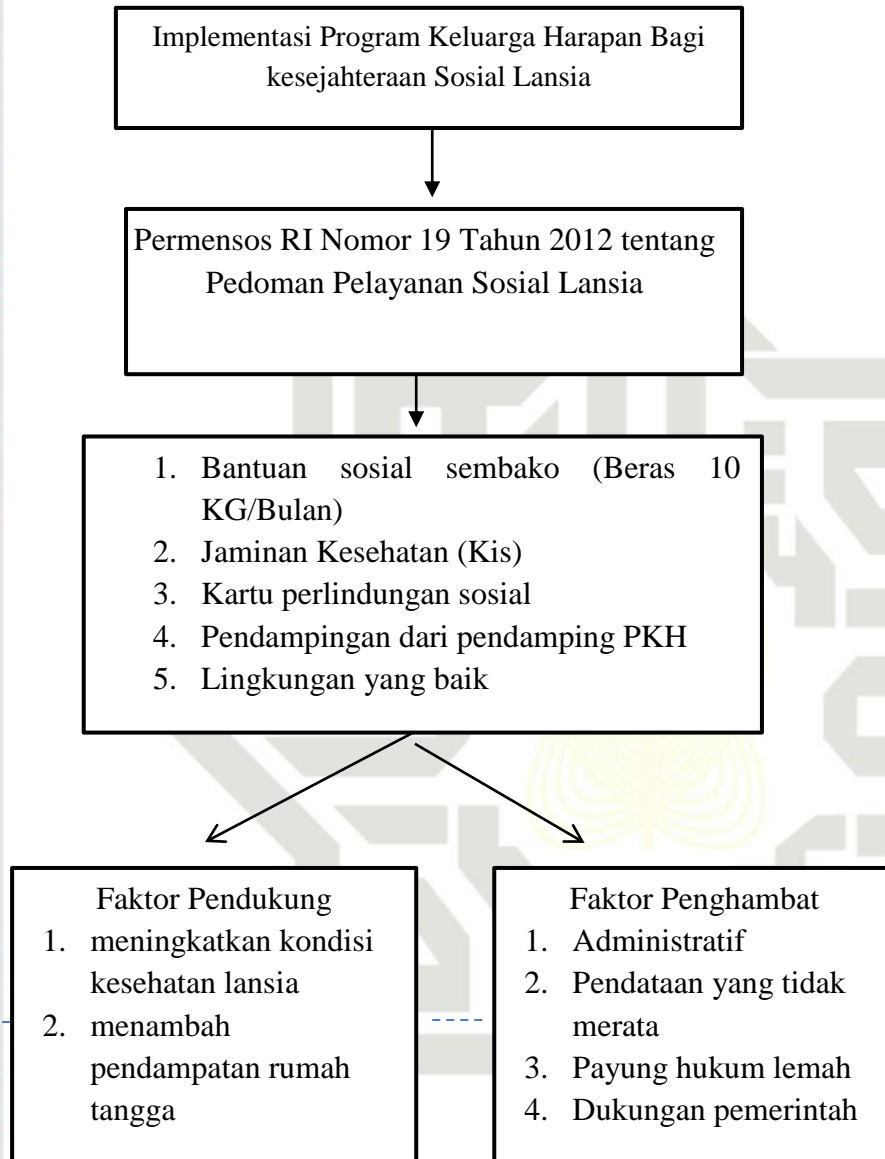 Implementasi Program Keluarga Harapan Bagi
kesejahteraan Sosial Lansia
Permensos RI Nomor 19 Tahun 2012 tentang
Pedoman Pelayanan Sosial Lansia
1. Bantuan sosial sembako (Beras 10
KG/Bulan)
2. Jaminan Kesehatan (Kis)
3. Kartu perlindungan sosial
4. Pendampingan dari pendamping PKH
5. Lingkungan yang baik
Faktor Pendukung
1. meningkatkan kondisi
kesehatan lansia
2. menambah
pendampatan rumah
tangga
Faktor Penghambat
1. Administratif
2. Pendataan yang tidak
merata
3. Payung hukum lemah
4. Dukungan pemerintah